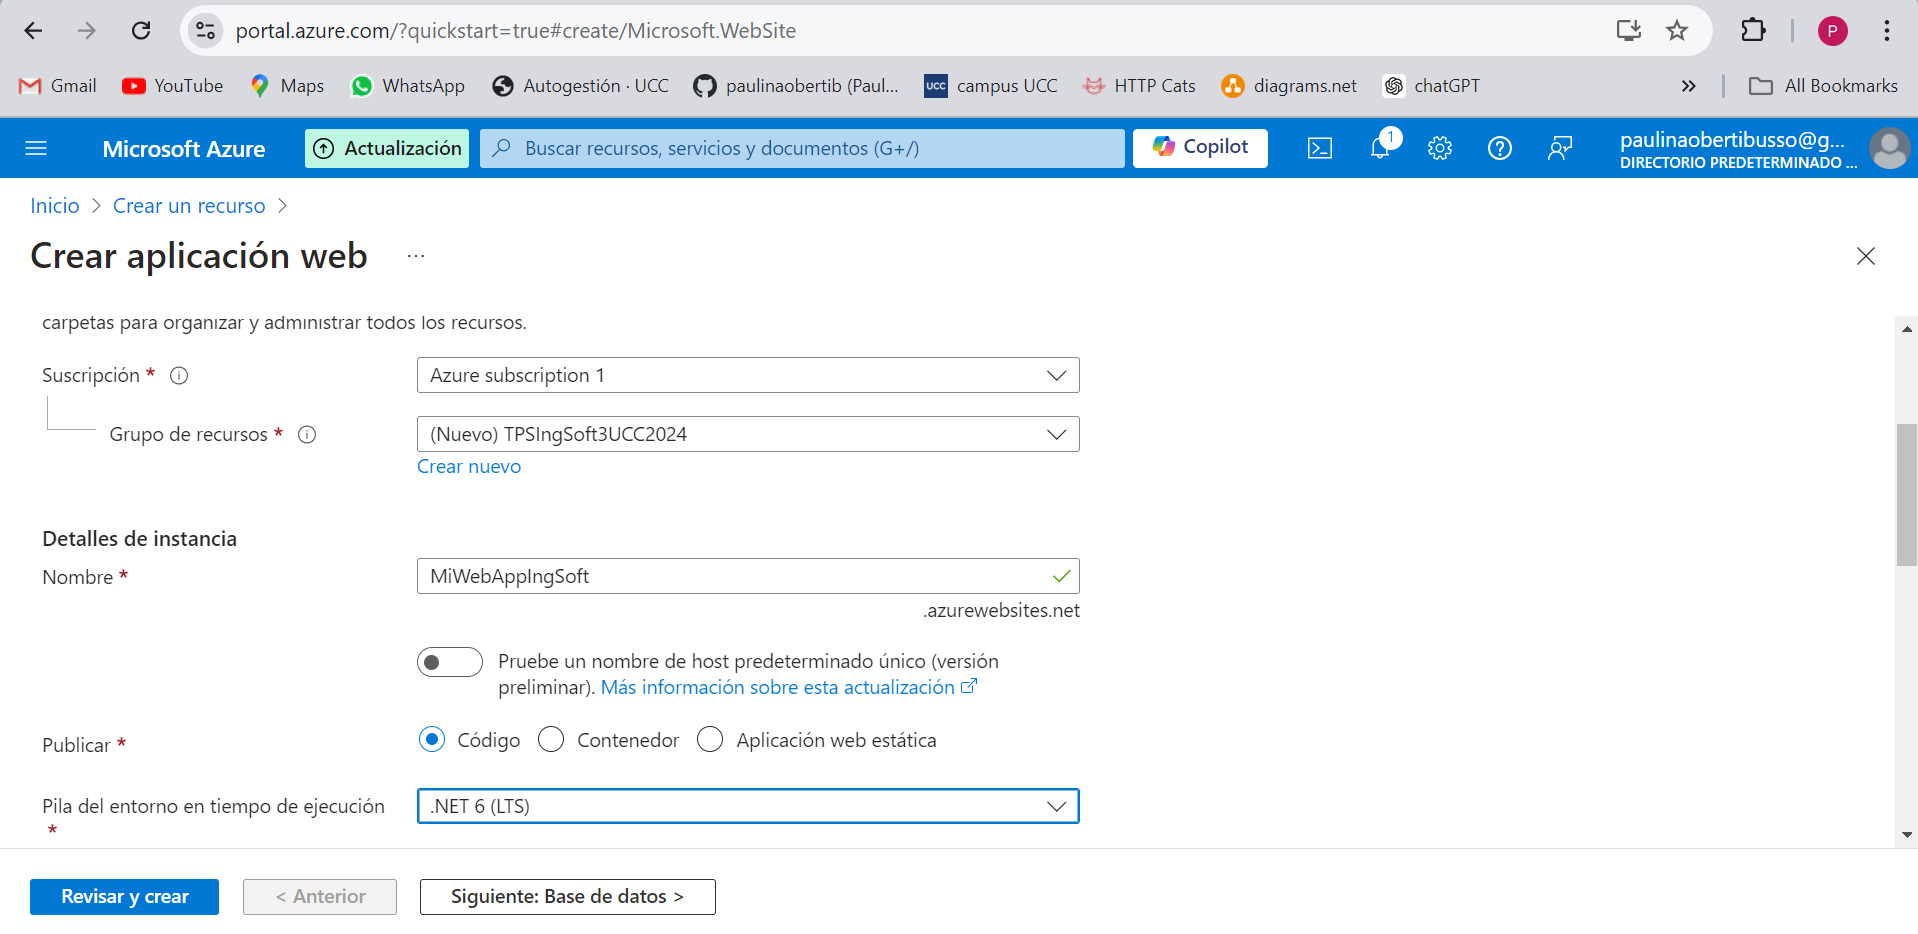 portal.azure.com/?quickstart=true#create/Microsoft.WebSite
P
Gmail YouTube Maps WhatsApp Autogestión · UCC paulinaobertib (Paul... UCC campus UCC HTTP Cats diagrams.net chatGPT » All Bookmarks
Microsoft Azure Actualización Buscar recursos, servicios y documentos (G+/) Copilot 1 paulinaobertibusso@g...
DIRECTORIO PREDETERMINADO ...
Inicio > Crear un recurso >
Crear aplicación web ...
carpetas para organizar y administrar todos los recursos.
Suscripción * Azure subscription 1
Grupo de recursos * (Nuevo) TPSIngSoft3UCC2024
Crear nuevo
Detalles de instancia
Nombre * MiWebAppIngSoft
.azurewebsites.net
Pruebe un nombre de host predeterminado único (versión
preliminar). Más información sobre esta actualización
Publicar * Código Contenedor Aplicación web estática
Pila del entorno en tiempo de ejecución .NET 6 (LTS)
*
Revisar y crear < Anterior Siguiente: Base de datos >